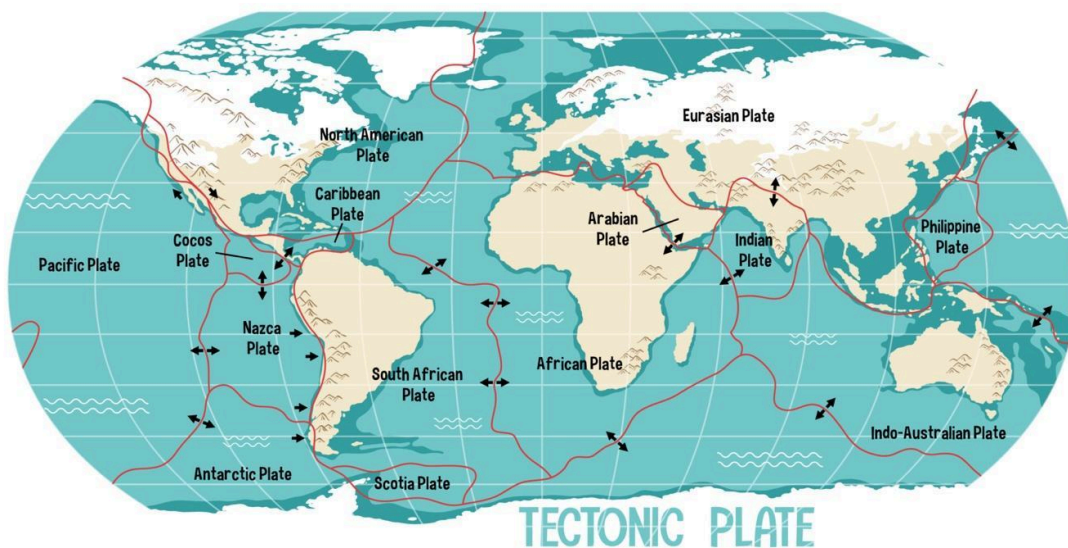 North American
Plate
Eurasian Plate
Caribbean
Plate
Arabian
Plate
Philippine
Plate
Cocos
Plate
Indian
Plate
Pacific Plate
Nazca
Plate
African Plate
South African
Plate
Indo-Australian Plate
Antarctic Plate
Scotia Plate
TECTONIC PLATE